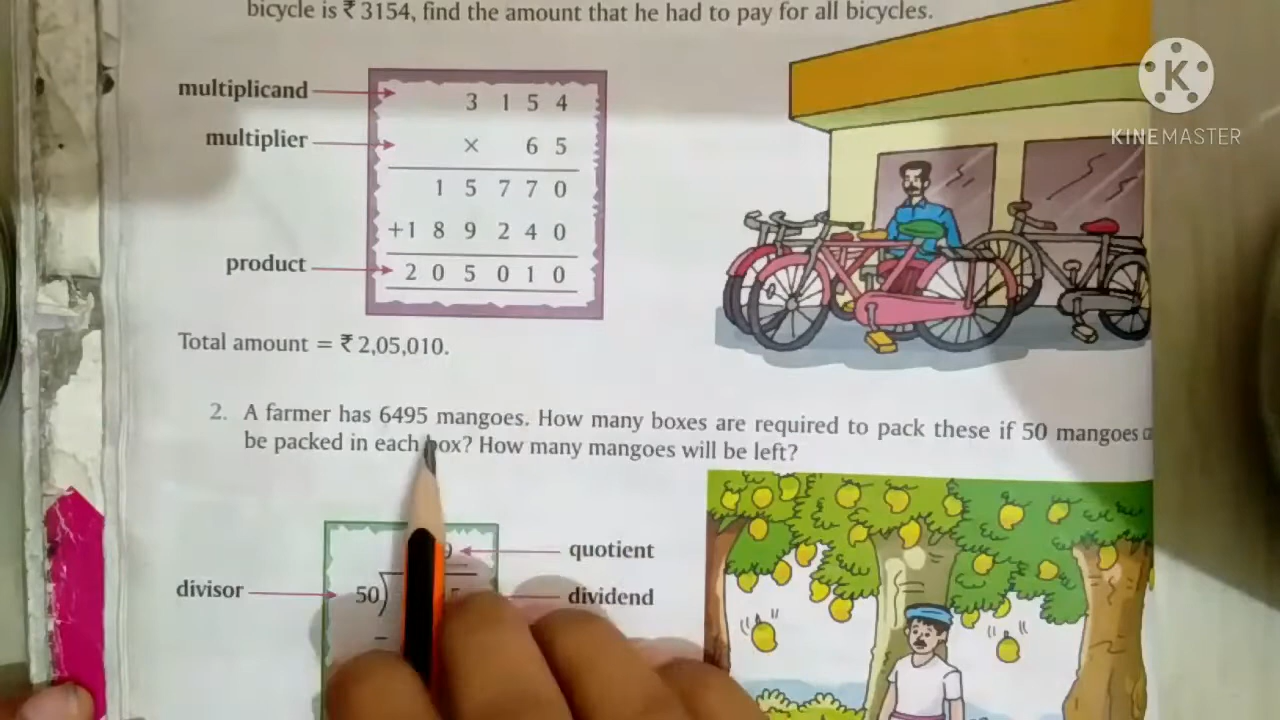 bicycle is ₹ 3154, find the amount that he had to pay for all bicycles.
K
KINEMASTER
multiplicand 3 1 5 4
multiplier × 6 5
1 5 7 7 0
+1 8 9 2 4 0
product 2 0 5 0 1 0
Total amount = ₹ 2,05,010.
2. A farmer has 6495 mangoes. How many boxes are required to pack these if 50 mangoes
be packed in each box? How many mangoes will be left?
9 quotient
divisor 50) 5 dividend
−